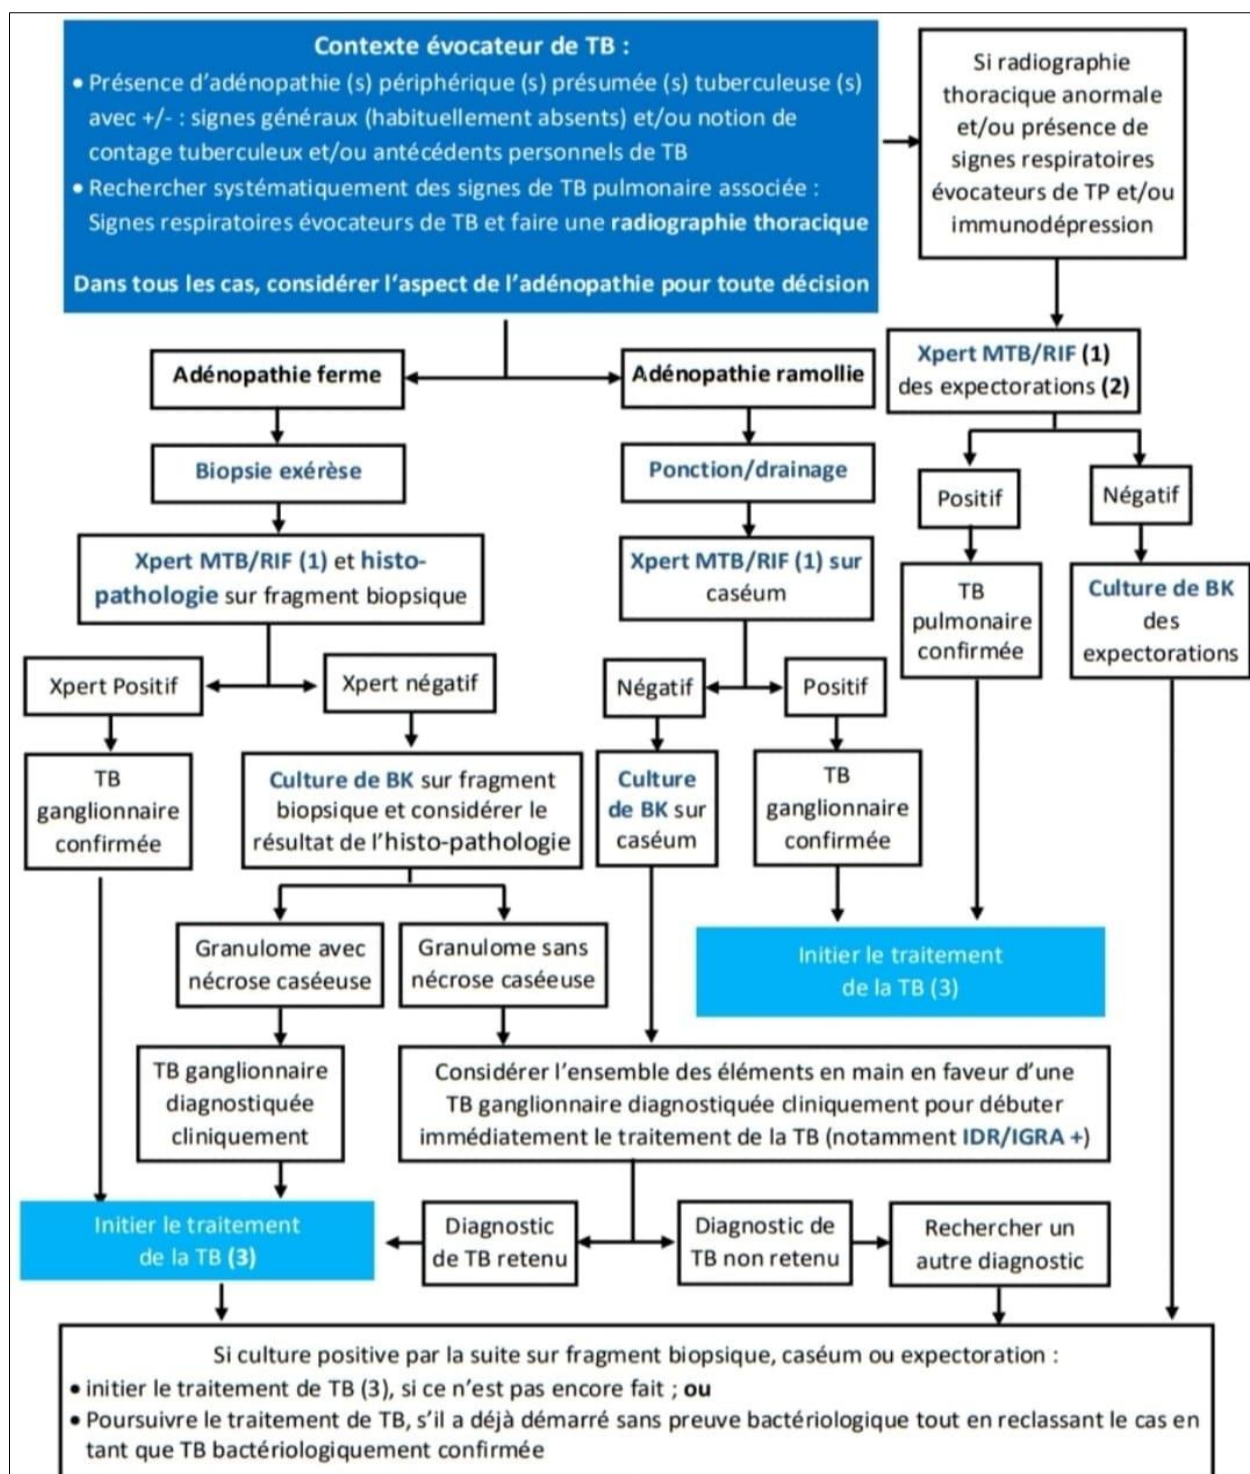 Contexte évocateur de TB :
• Présence d'adénopathie (s) périphérique (s) présumée (s) tuberculeuse (s)
avec +/- : signes généraux (habituellement absents) et/ou notion de
contage tuberculeux et/ou antécédents personnels de TB
• Rechercher systématiquement des signes de TB pulmonaire associée :
Signes respiratoires évocateurs de TB et faire une radiographie thoracique
Dans tous les cas, considérer l'aspect de l'adénopathie pour toute décision
Si radiographie
thoracique anormale
et/ou présence de
signes respiratoires
évocateurs de TP et/ou
immunodépression
Adénopathie ferme
Adénopathie ramollie
Xpert MTB/RIF (1)
des expectorations (2)
Biopsie exérèse
Ponction/drainage
Positif
Négatif
Xpert MTB/RIF (1) et histo-
pathologie sur fragment biopsique
Xpert MTB/RIF (1) sur
caséum
TB
pulmonaire
confirmée
Culture de BK
des
expectorations
Xpert Positif
Xpert négatif
Négatif
Positif
TB
ganglionnaire
confirmée
Culture de BK sur fragment
biopsique et considérer le
résultat de l'histo-pathologie
Culture
de BK sur
caséum
TB
ganglionnaire
confirmée
Granulome avec
nécrose caséeuse
Granulome sans
nécrose caséeuse
Initier le traitement
de la TB (3)
TB ganglionnaire
diagnostiquée
cliniquement
Considérer l'ensemble des éléments en main en faveur d'une
TB ganglionnaire diagnostiquée cliniquement pour débuter
immédiatement le traitement de la TB (notamment IDR/IGRA +)
Initier le traitement
de la TB (3)
Diagnostic
de TB retenu
Diagnostic de
TB non retenu
Rechercher un
autre diagnostic
Si culture positive par la suite sur fragment biopsique, caséum ou expectoration :
• initier le traitement de TB (3), si ce n'est pas encore fait ; ou
• Poursuivre le traitement de TB, s'il a déjà démarré sans preuve bactériologique tout en reclassant le cas en
tant que TB bactériologiquement confirmée